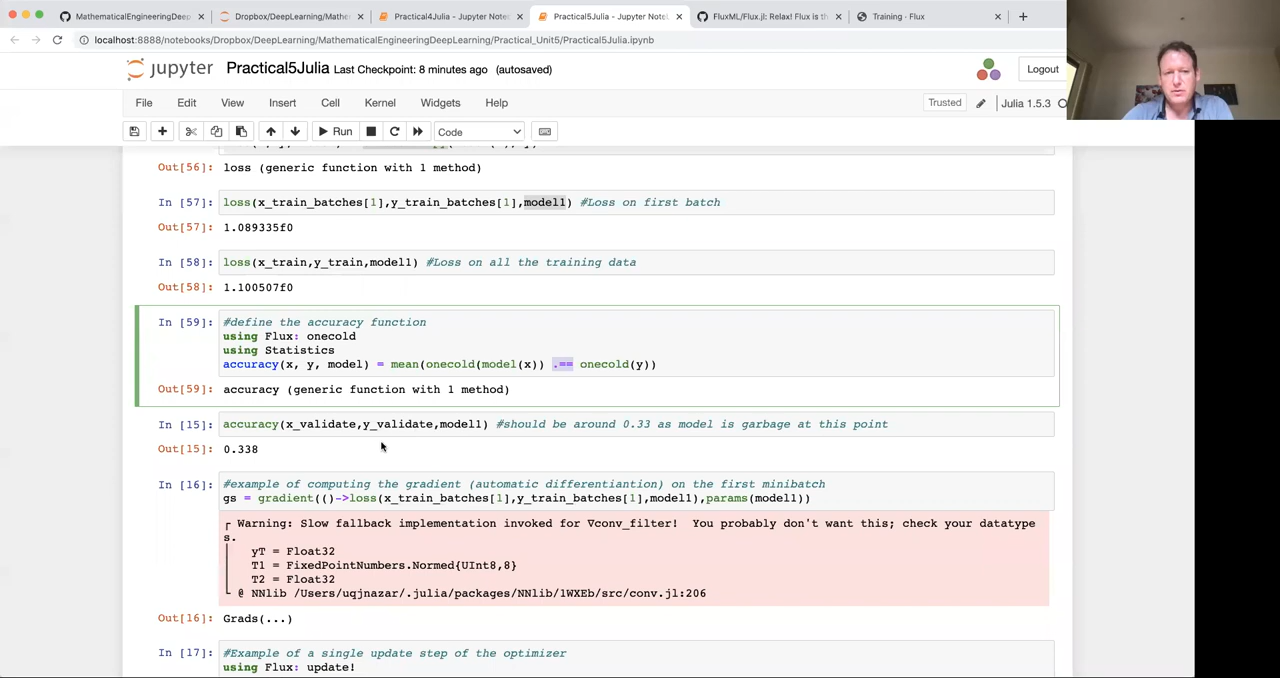 MathematicalEngineeringDeep
Dropbox/DeepLearning/Mathe
Practical4Julia - Jupyter Note
Practical5Julia - Jupyter Note
FluxML/Flux.jl: Relax! Flux is th
Training · Flux
localhost:8888/notebooks/Dropbox/DeepLearning/MathematicalEngineeringDeepLearning/Practical_Unit5/Practical5Julia.ipynb
jupyter Practical5Julia Last Checkpoint: 8 minutes ago (autosaved)
Logout
File Edit View Insert Cell Kernel Widgets Help
Trusted
Julia 1.5.3
Run
Code
Out[56]: loss (generic function with 1 method)
In [57]: loss(x_train_batches[1],y_train_batches[1],model1) #Loss on first batch
Out[57]: 1.089335f0
In [58]: loss(x_train,y_train,model1) #Loss on all the training data
Out[58]: 1.100507f0
In [59]: #define the accuracy function
using Flux: onecold
using Statistics
accuracy(x, y, model) = mean(onecold(model(x)) .== onecold(y))
Out[59]: accuracy (generic function with 1 method)
In [15]: accuracy(x_validate,y_validate,model1) #should be around 0.33 as model is garbage at this point
Out[15]: 0.338
In [16]: #example of computing the gradient (automatic differentiantion) on the first minibatch
gs = gradient(()->loss(x_train_batches[1],y_train_batches[1],model1),params(model1))
┌ Warning: Slow fallback implementation invoked for ∇conv_filter!  You probably don't want this; check your datatype
s.
│   yT = Float32
│   T1 = FixedPointNumbers.Normed{UInt8,8}
│   T2 = Float32
└ @ NNlib /Users/uqjnazar/.julia/packages/NNlib/1WXEb/src/conv.jl:206
Out[16]: Grads(...)
In [17]: #Example of a single update step of the optimizer
using Flux: update!